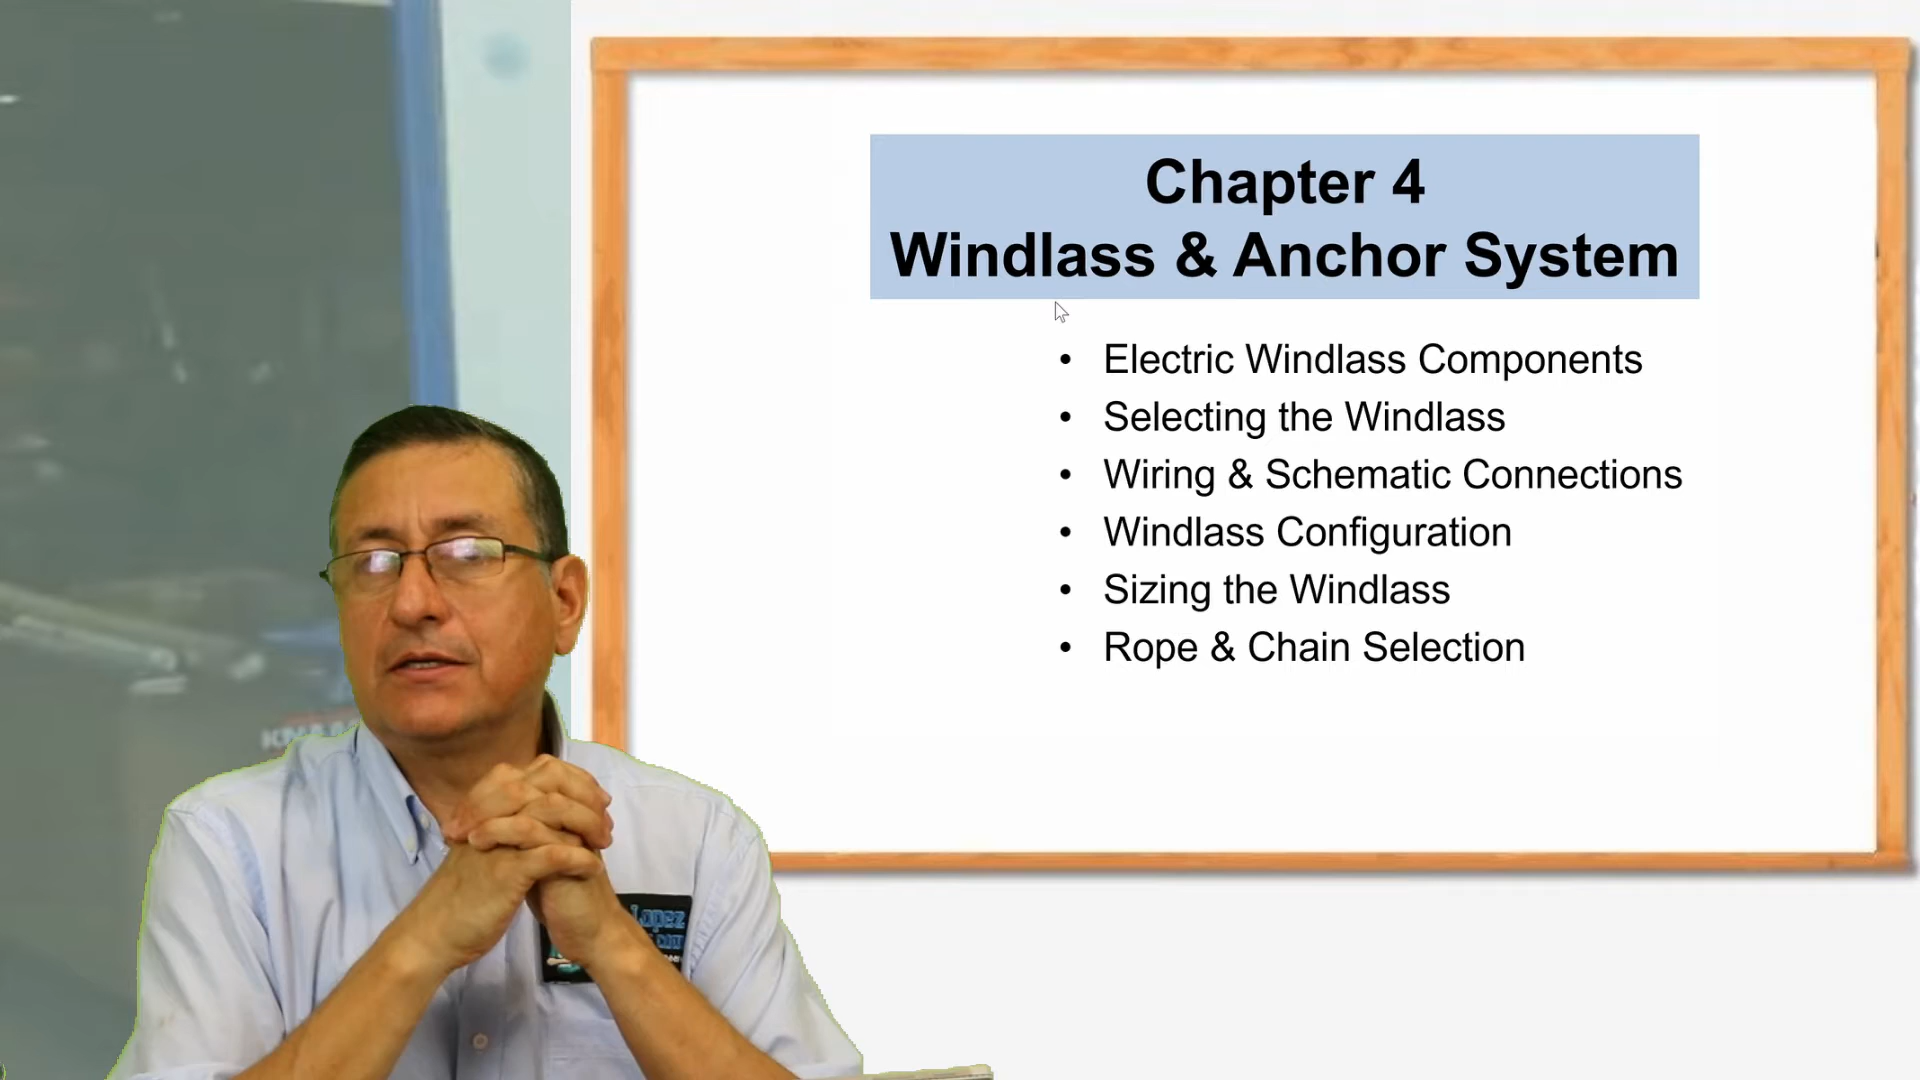 Chapter 4
Windlass & Anchor System
• Electric Windlass Components
• Selecting the Windlass
• Wiring & Schematic Connections
• Windlass Configuration
• Sizing the Windlass
• Rope & Chain Selection
Lopez